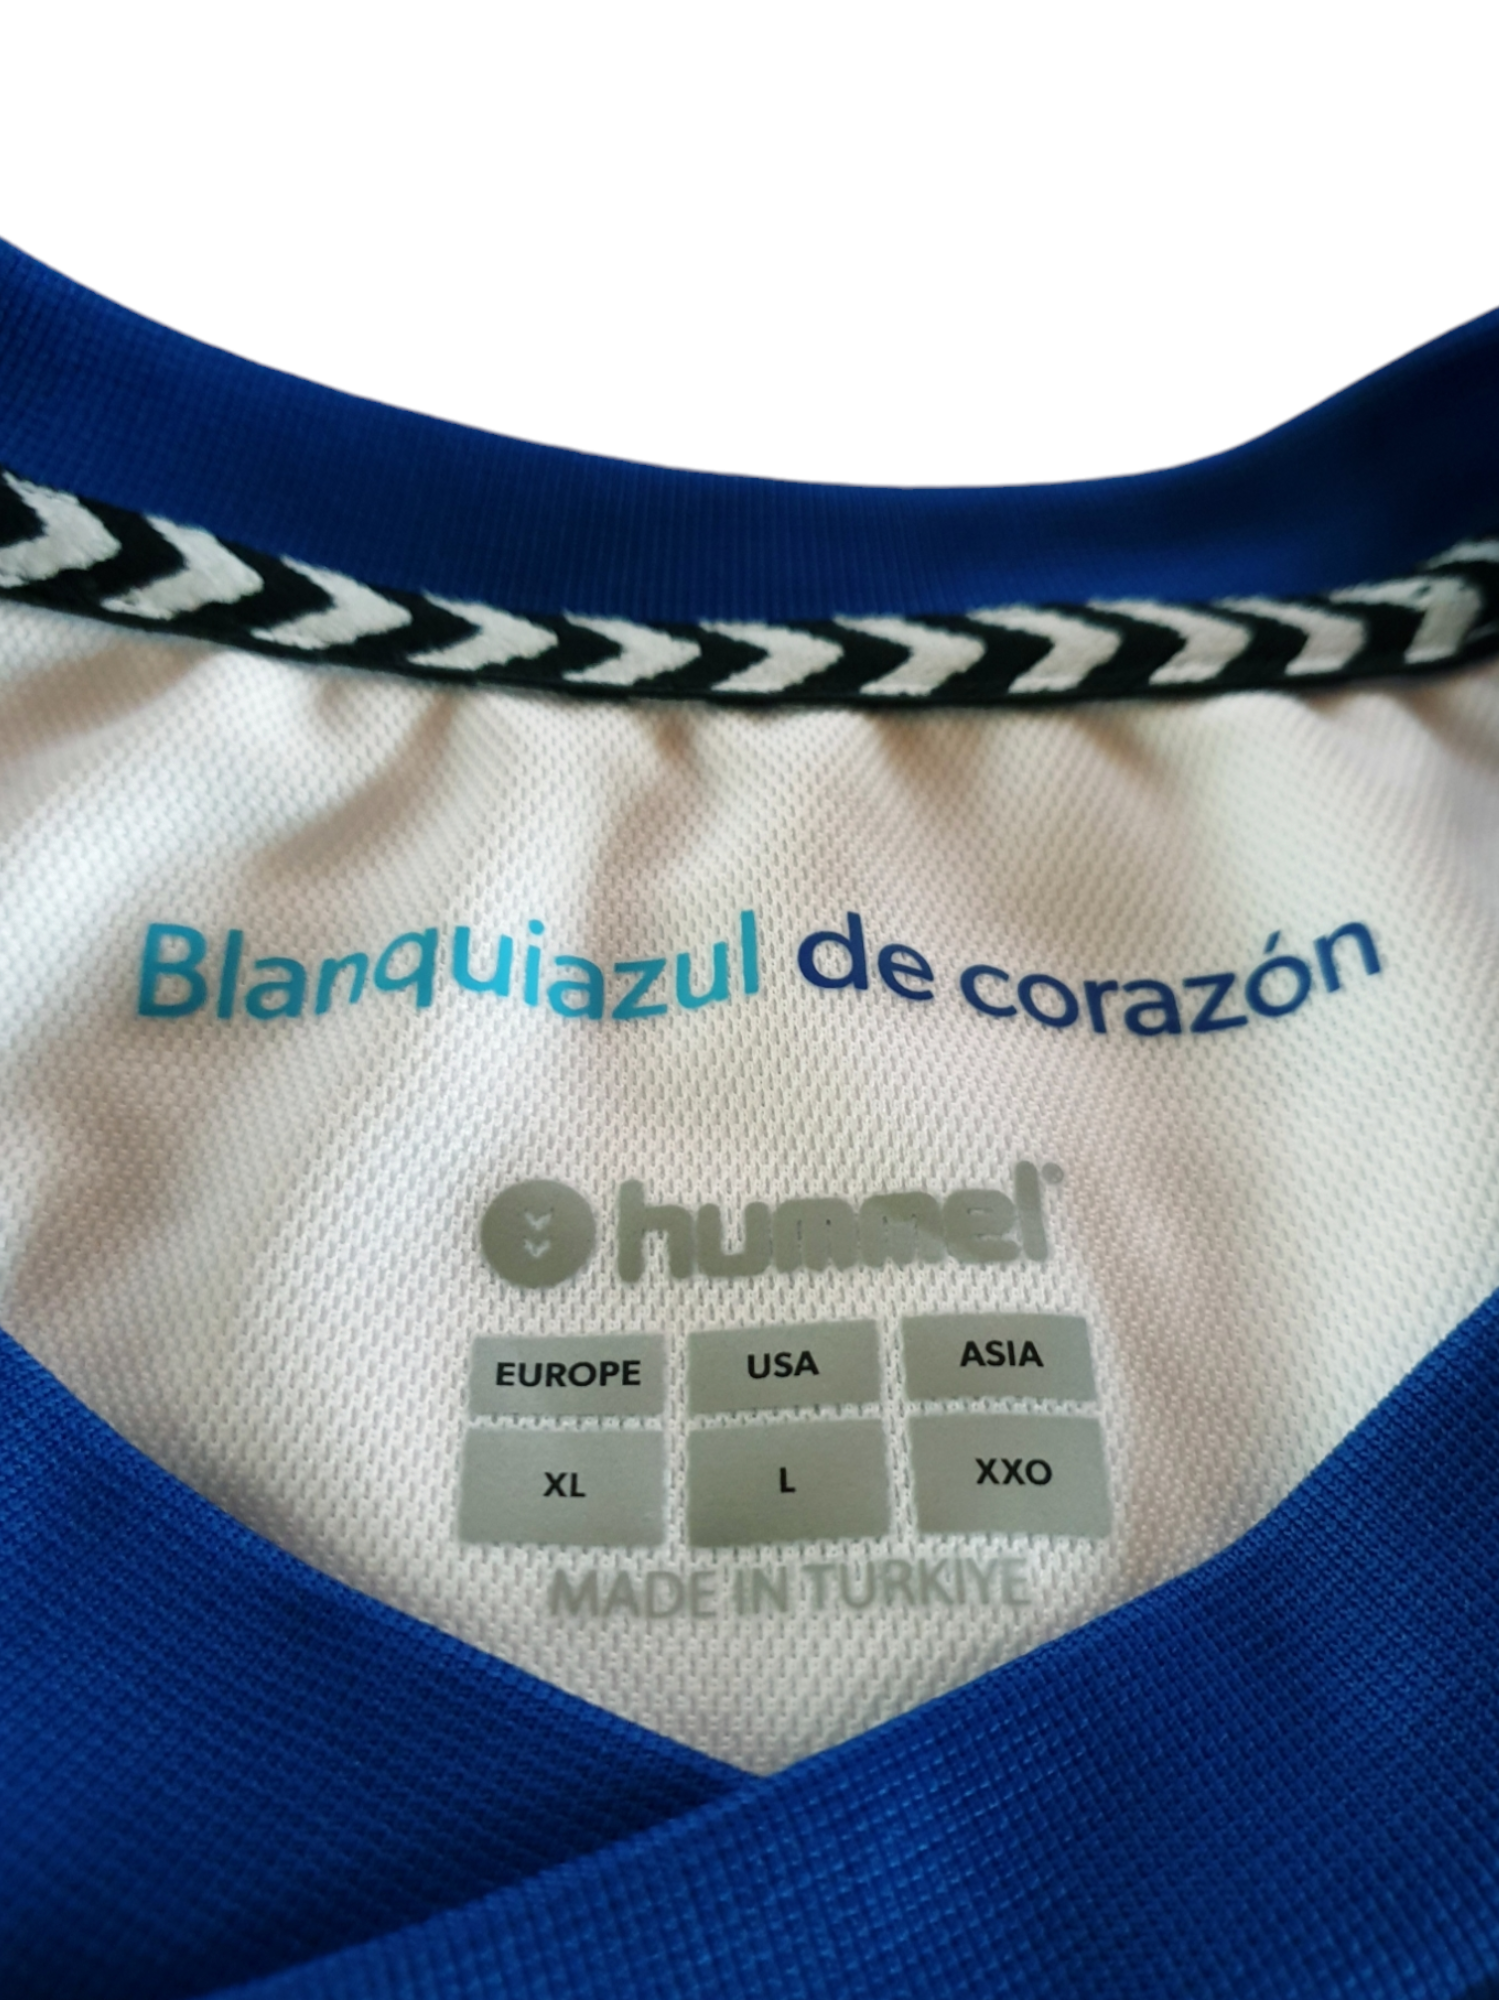 Blanquiazul de corazón
hummel®
EUROPE USA ASIA
XL L XXO
MADE IN TURKIYE